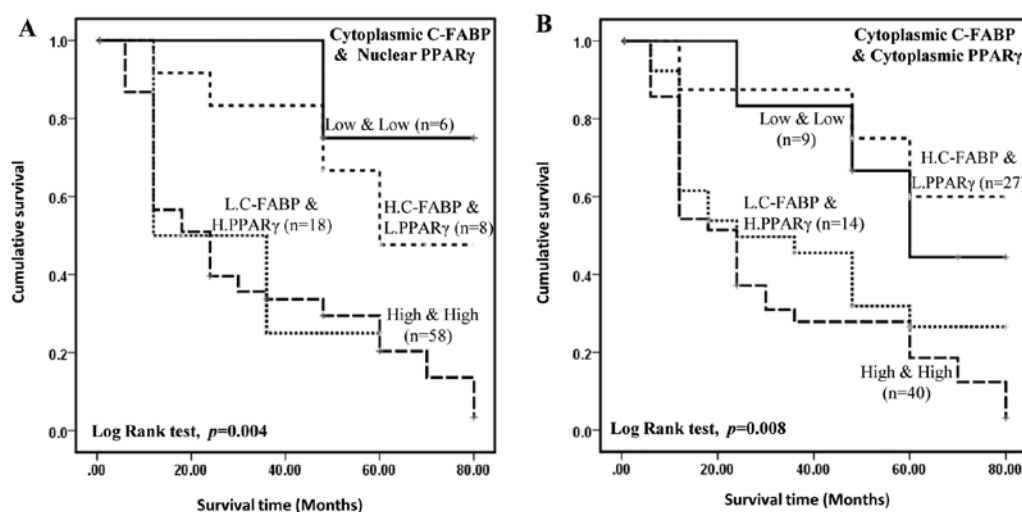 A
Cytoplasmic C-FABP
& Nuclear PPARγ
1.0
0.8
0.6
0.4
0.2
0.0
Cumulative survival
Low & Low (n=6)
L.C-FABP &
H.PPARγ (n=18)
H.C-FABP &
L.PPARγ (n=8)
High & High
(n=58)
Log Rank test, p=0.004
.00
20.00
40.00
60.00
80.00
Survival time (Months)
B
Cytoplasmic C-FABP
& Cytoplasmic PPARγ
1.0
0.8
0.6
0.4
0.2
0.0
Cumulative survival
Low & Low
(n=9)
H.C-FABP &
L.PPARγ (n=27)
L.C-FABP &
H.PPARγ (n=14)
High & High
(n=40)
Log Rank test, p=0.008
.00
20.00
40.00
60.00
80.00
Survival time (Months)